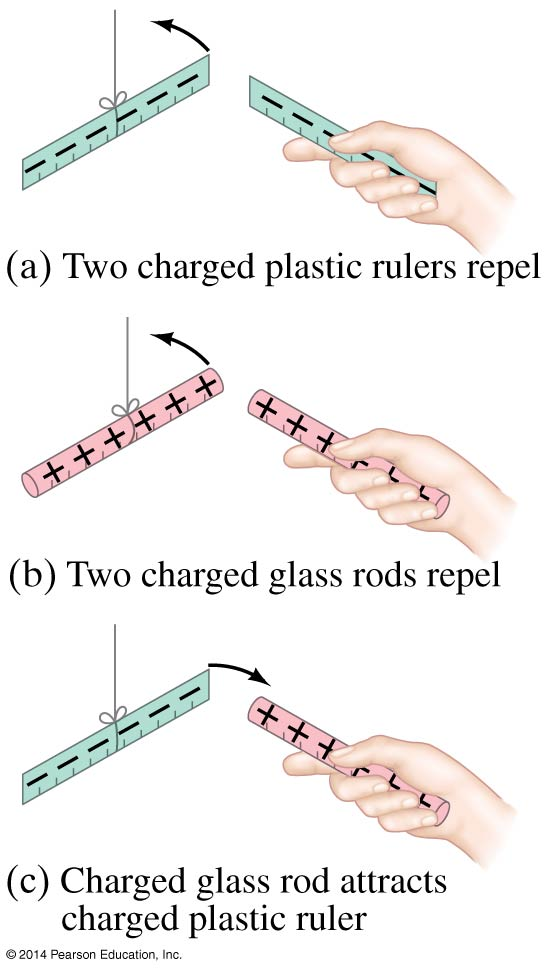 (a) Two charged plastic rulers repel
(b) Two charged glass rods repel
(c) Charged glass rod attracts
charged plastic ruler
© 2014 Pearson Education, Inc.